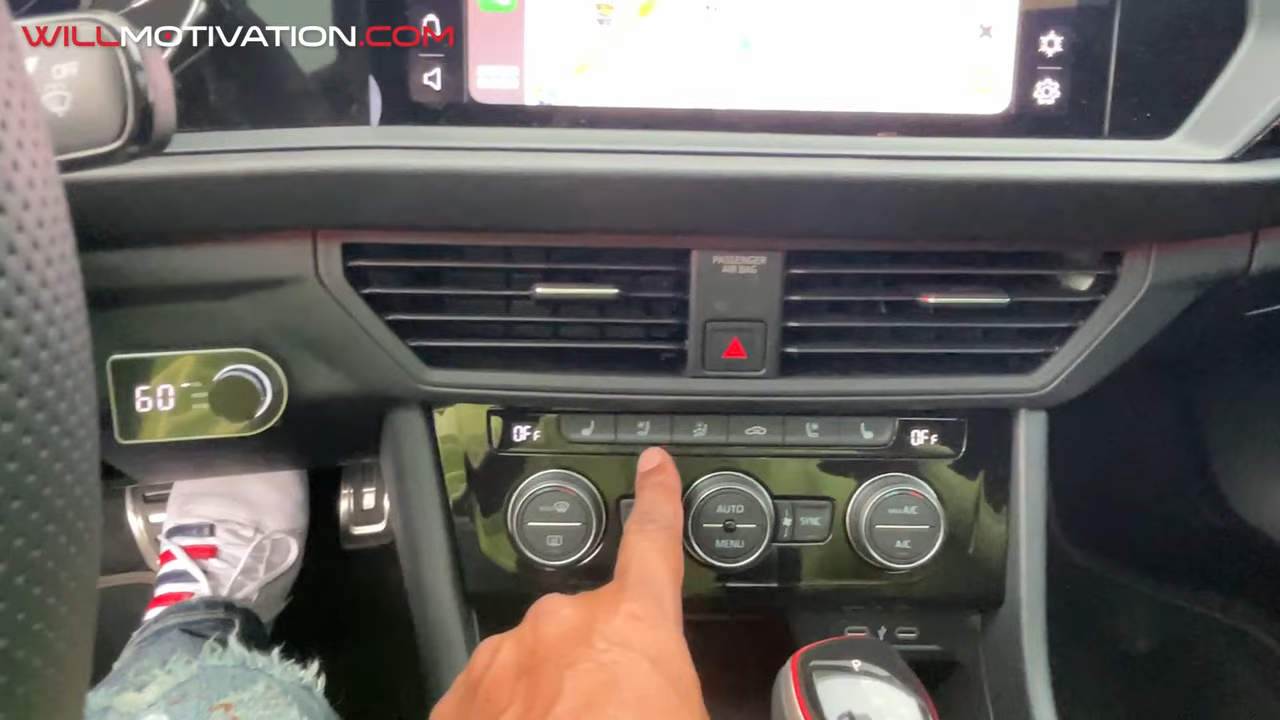 WILLMOTIVATION.COM
OFF
PASSENGER
AIR BAG
60
OFF
OFF
AUTO
MENU
SYNC
A/C
A/C
P